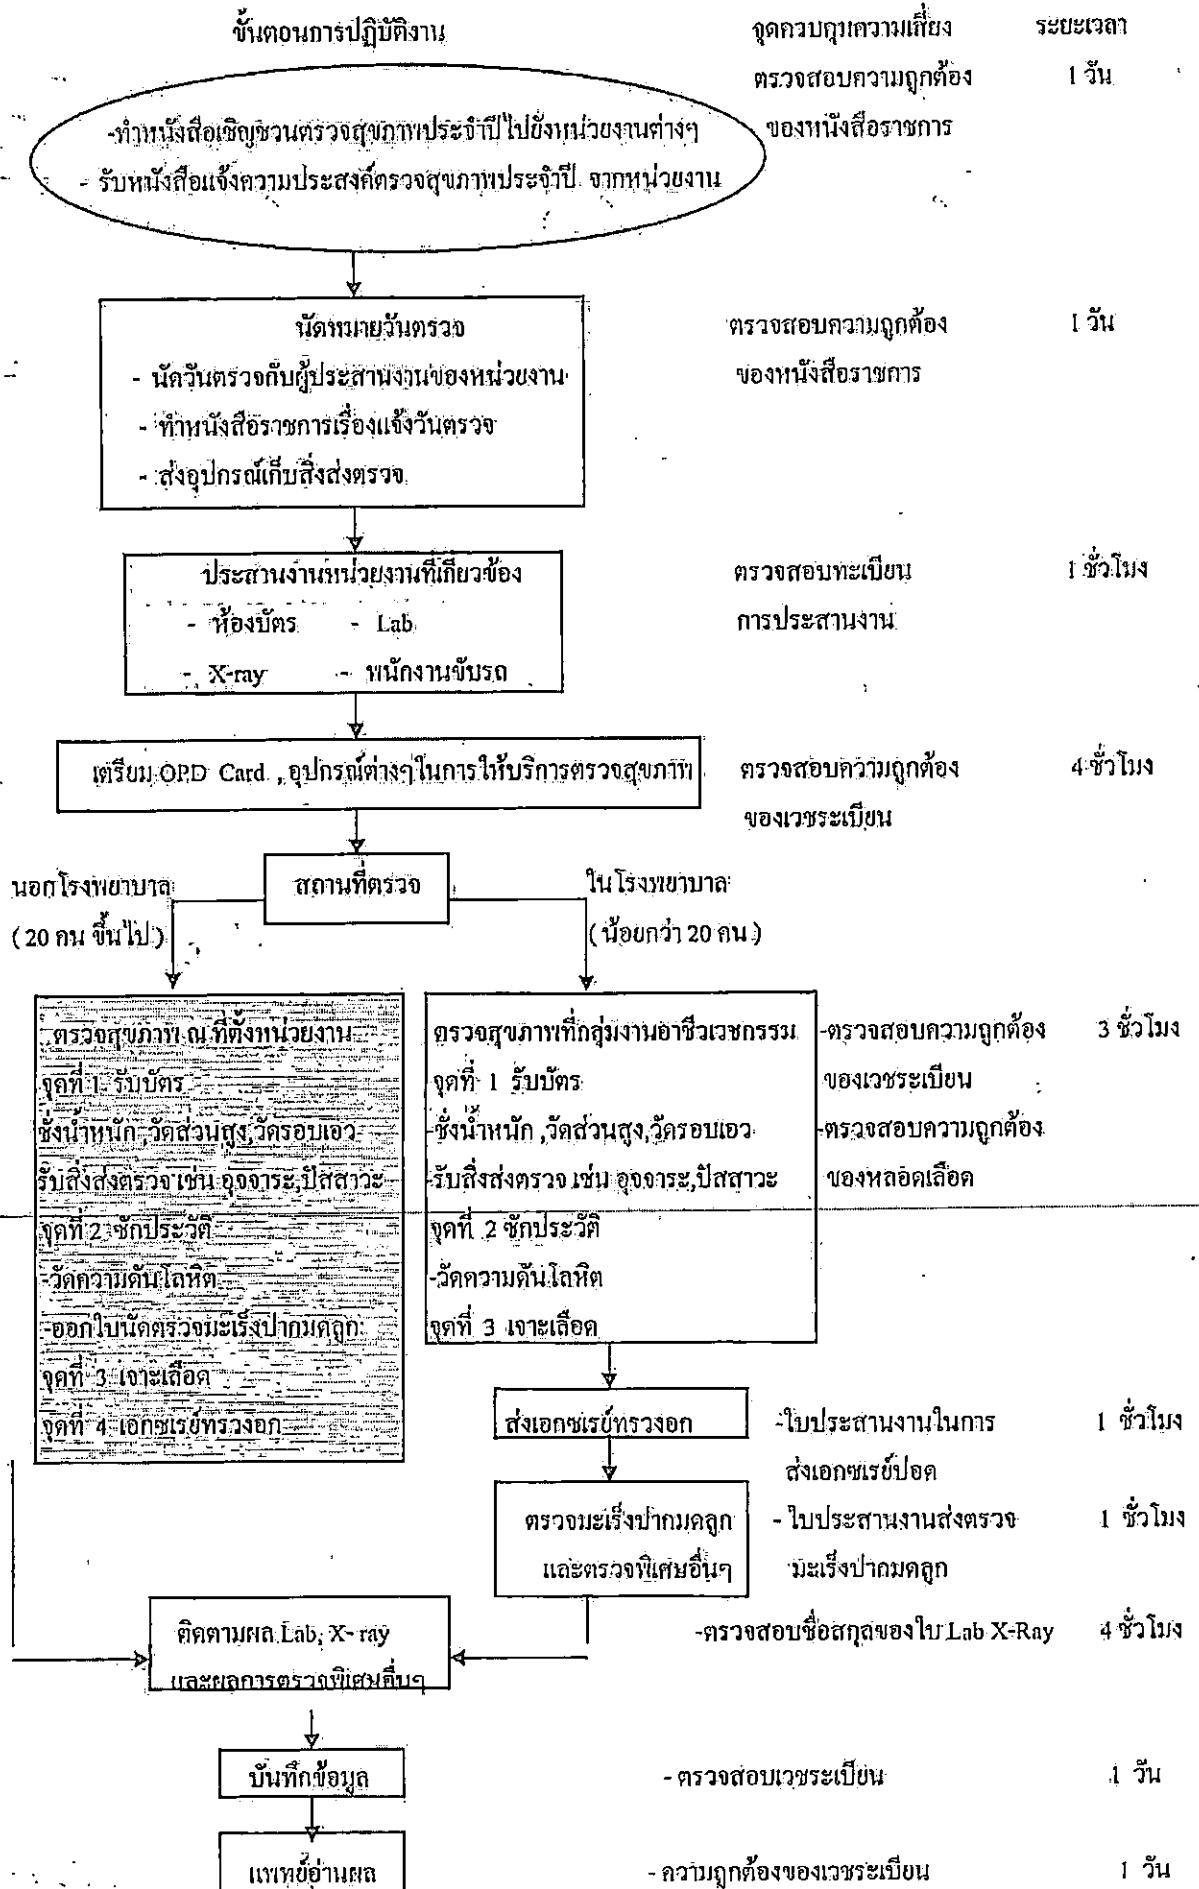 ขั้นตอนการปฏิบัติงาน จุดควบคุมความเสี่ยง ระยะเวลา
ตรวจสอบความถูกต้อง 1 วัน
-ทำหนังสือเชิญชวนตรวจสุขภาพประจำปีไปยังหน่วยงานต่างๆ ของหนังสือราชการ
- รับหนังสือแจ้งความประสงค์ตรวจสุขภาพประจำปี จากหน่วยงาน
นัดหมายวันตรวจ ตรวจสอบความถูกต้อง 1 วัน
- นัดวันตรวจกับผู้ประสานงานของหน่วยงาน ของหนังสือราชการ
- ทำหนังสือราชการเรื่องแจ้งวันตรวจ
- ส่งอุปกรณ์เก็บสิ่งส่งตรวจ
ประสานงานหน่วยงานที่เกี่ยวข้อง ตรวจสอบทะเบียน 1 ชั่วโมง
- ห้องบัตร - Lab การประสานงาน
- X-ray - พนักงานขับรถ
เตรียม OPD Card ,อุปกรณ์ต่างๆในการให้บริการตรวจสุขภาพ ตรวจสอบความถูกต้อง 4 ชั่วโมง
ของเวชระเบียน
นอกโรงพยาบาล สถานที่ตรวจ ในโรงพยาบาล
( 20 คน ขึ้นไป ) ( น้อยกว่า 20 คน )
ตรวจสุขภาพ ณ ที่ตั้งหน่วยงาน ตรวจสุขภาพที่กลุ่มงานอาชีวเวชกรรม -ตรวจสอบความถูกต้อง 3 ชั่วโมง
จุดที่ 1 รับบัตร จุดที่ 1 รับบัตร ของเวชระเบียน
ชั่งน้ำหนัก ,วัดส่วนสูง,วัดรอบเอว -ชั่งน้ำหนัก ,วัดส่วนสูง,วัดรอบเอว -ตรวจสอบความถูกต้อง
รับสิ่งส่งตรวจ เช่น อุจจาระ,ปัสสาวะ -รับสิ่งส่งตรวจ เช่น อุจจาระ,ปัสสาวะ ของหลอดเลือด
จุดที่ 2 ซักประวัติ จุดที่ 2 ซักประวัติ
-วัดความดันโลหิต -วัดความดันโลหิต
-ออกใบนัดตรวจมะเร็งปากมดลูก จุดที่ 3 เจาะเลือด
จุดที่ 3 เจาะเลือด
จุดที่ 4 เอกซเรย์ทรวงอก ส่งเอกซเรย์ทรวงอก -ใบประสานงานในการ 1 ชั่วโมง
ส่งเอกซเรย์ปอด
ตรวจมะเร็งปากมดลูก - ใบประสานงานส่งตรวจ 1 ชั่วโมง
และตรวจพิเศษอื่นๆ มะเร็งปากมดลูก
ติดตามผล Lab, X- ray -ตรวจสอบชื่อสกุลของใบ Lab X-Ray 4 ชั่วโมง
และผลการตรวจพิเศษอื่นๆ
บันทึกข้อมูล - ตรวจสอบเวชระเบียน 1 วัน
แพทย์อ่านผล - ความถูกต้องของเวชระเบียน 1 วัน